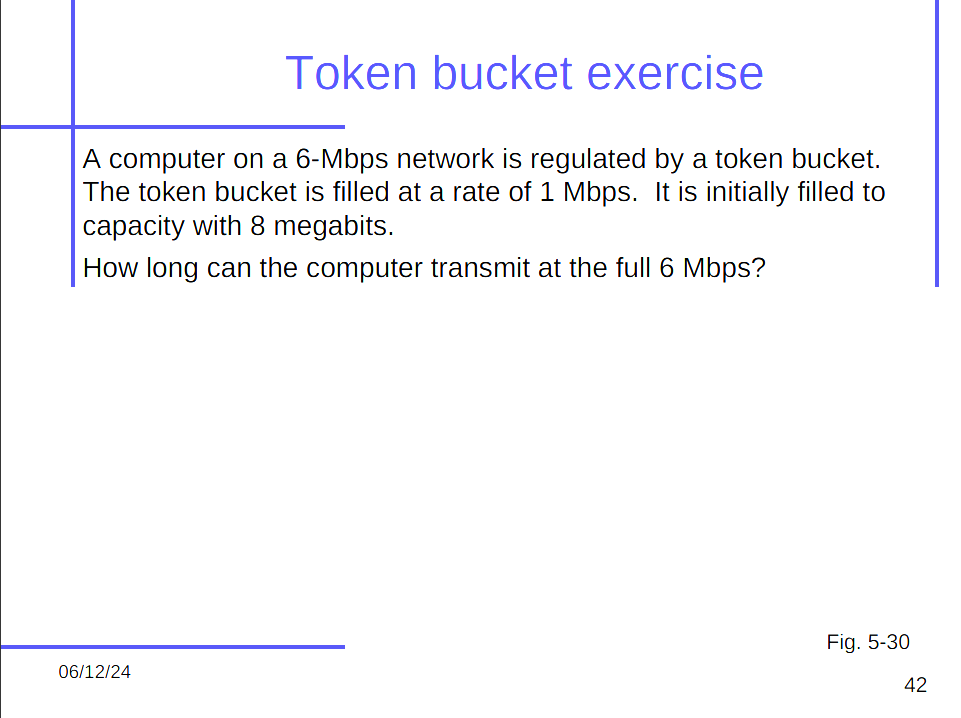 Token bucket exercise
A computer on a 6-Mbps network is regulated by a token bucket.
The token bucket is filled at a rate of 1 Mbps.  It is initially filled to
capacity with 8 megabits.
How long can the computer transmit at the full 6 Mbps?
Fig. 5-30
06/12/24
42